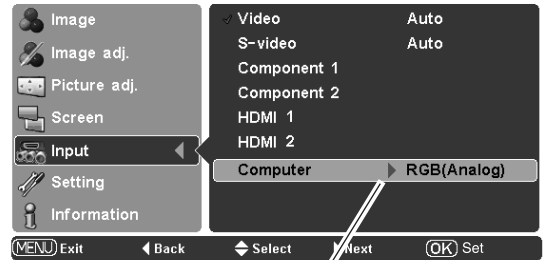 Image
Image adj.
Picture adj.
Screen
Input
Setting
Information
Video Auto
S-video Auto
Component 1
Component 2
HDMI 1
HDMI 2
Computer RGB(Analog)
MENU Exit Back Select Next OK Set